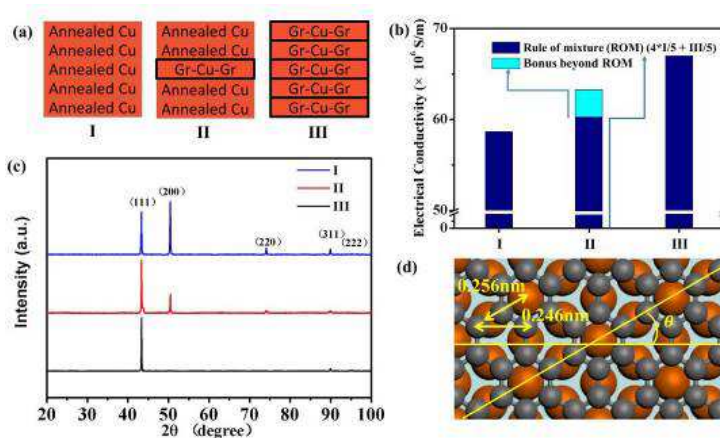 (a)
Annealed Cu Annealed Cu Gr-Cu-Gr
Annealed Cu Annealed Cu Gr-Cu-Gr
Annealed Cu Gr-Cu-Gr Gr-Cu-Gr
Annealed Cu Annealed Cu Gr-Cu-Gr
Annealed Cu Annealed Cu Gr-Cu-Gr
I II III
(b)
Electrical Conductivity (× 10⁶ S/m)
Rule of mixture (ROM) (4*I/5 + III/5)
Bonus beyond ROM
70
60
50
0
I II III
(c)
Intensity (a.u.)
I
II
III
(111)
(200)
(220)
(311)
(222)
20 30 40 50 60 70 80 90 100
2θ (degree)
(d)
0.256nm
0.246nm
θ